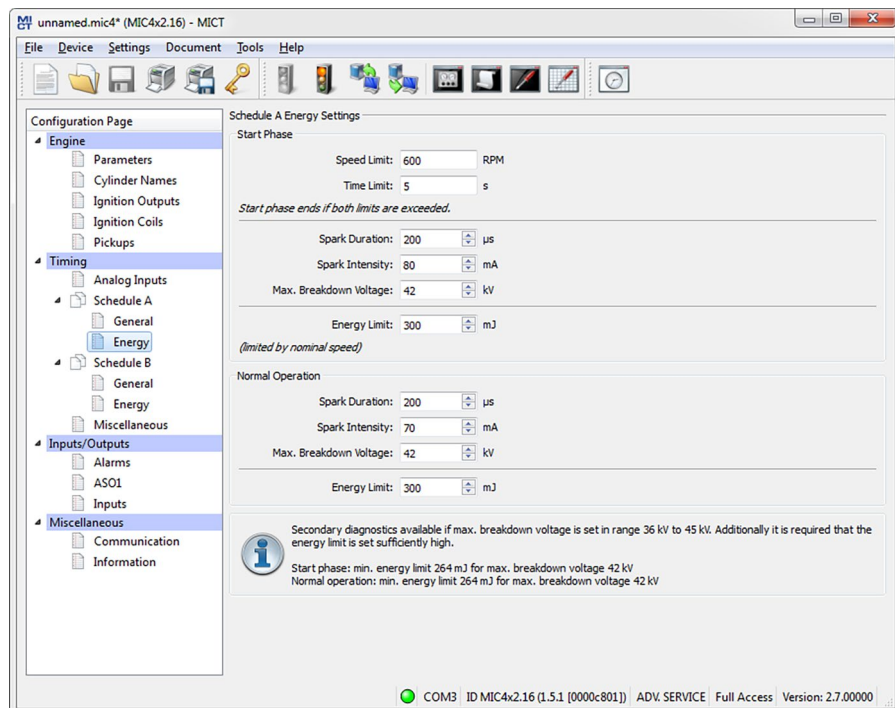 MICT unnamed.mic4* (MIC4x2.16) - MICT
File Device Settings Document Tools Help
Configuration Page
Engine
Parameters
Cylinder Names
Ignition Outputs
Ignition Coils
Pickups
Timing
Analog Inputs
Schedule A
General
Energy
Schedule B
General
Energy
Miscellaneous
Inputs/Outputs
Alarms
ASO1
Inputs
Miscellaneous
Communication
Information
Schedule A Energy Settings
Start Phase
Speed Limit: 600 RPM
Time Limit: 5 s
Start phase ends if both limits are exceeded.
Spark Duration: 200 µs
Spark Intensity: 80 mA
Max. Breakdown Voltage: 42 kV
Energy Limit: 300 mJ
(limited by nominal speed)
Normal Operation
Spark Duration: 200 µs
Spark Intensity: 70 mA
Max. Breakdown Voltage: 42 kV
Energy Limit: 300 mJ
Secondary diagnostics available if max. breakdown voltage is set in range 36 kV to 45 kV. Additionally it is required that the
energy limit is set sufficiently high.
Start phase: min. energy limit 264 mJ for max. breakdown voltage 42 kV
Normal operation: min. energy limit 264 mJ for max. breakdown voltage 42 kV
COM3 ID MIC4x2.16 (1.5.1 [0000c801]) ADV. SERVICE Full Access Version: 2.7.00000